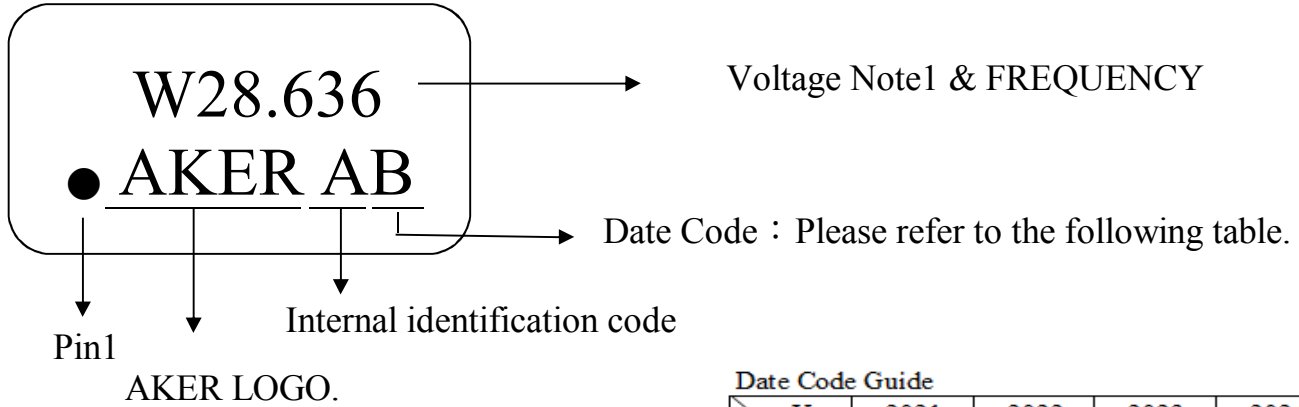 W28.636
Voltage Note1 & FREQUENCY
● AKER AB
Date Code：Please refer to the following table.
Internal identification code
Pin1
AKER LOGO.
Date Code Guide